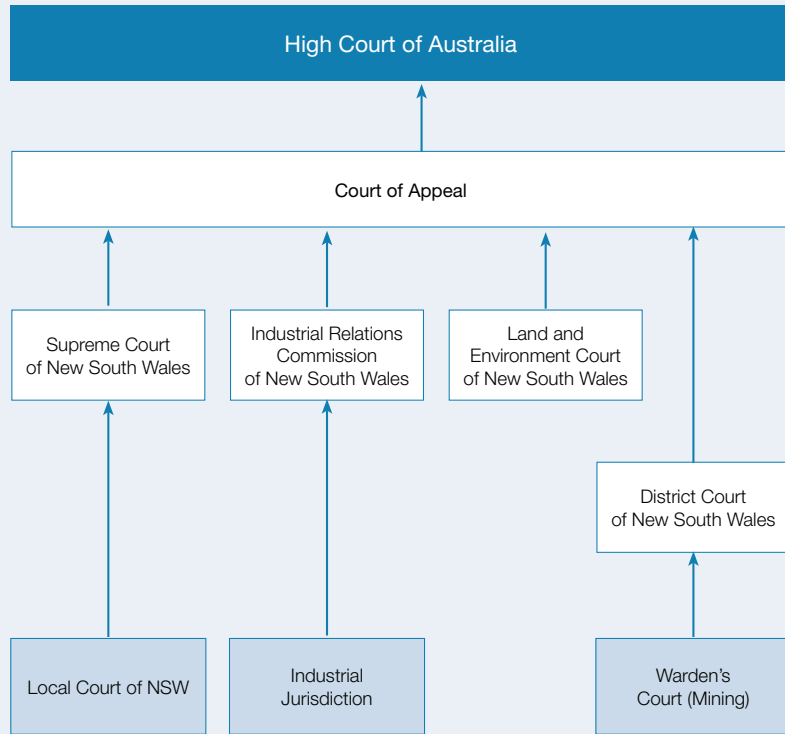 High Court of Australia
Court of Appeal
Supreme Court
of New South Wales
Industrial Relations
Commission
of New South Wales
Land and
Environment Court
of New South Wales
District Court
of New South Wales
Local Court of NSW
Industrial
Jurisdiction
Warden's
Court (Mining)